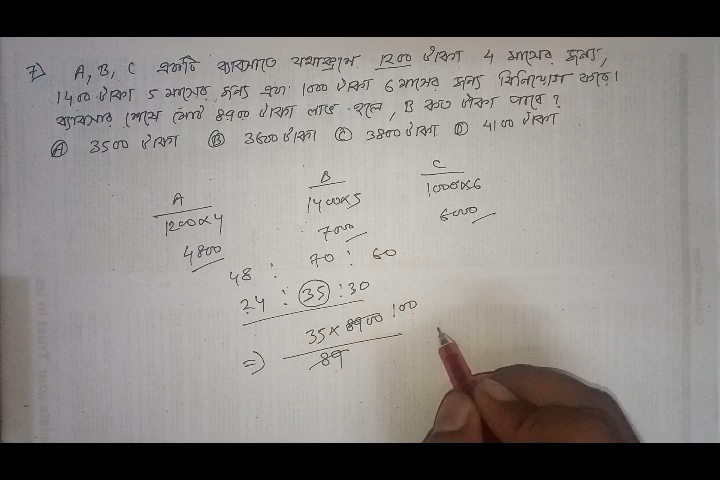 7) A, B, C একটি ব্যবসাতে যথাক্রমে 1200 টাকা 4 মাসের জন্য,
1400 টাকা 5 মাসের জন্য এবং 1000 টাকা 6 মাসের জন্য বিনিয়োগ করে।
ব্যবসার শেষে মোট 8900 টাকা লাভ হলে, B কত টাকা পাবে ?
A 3500 টাকা B 3600 টাকা C 3800 টাকা D 4100 টাকা
A B C
1200×4 1400×5 1000×6
4800 7000 6000
48 : 70 : 60
24 : 35 : 30
35 × 8900 100
⇒ 89